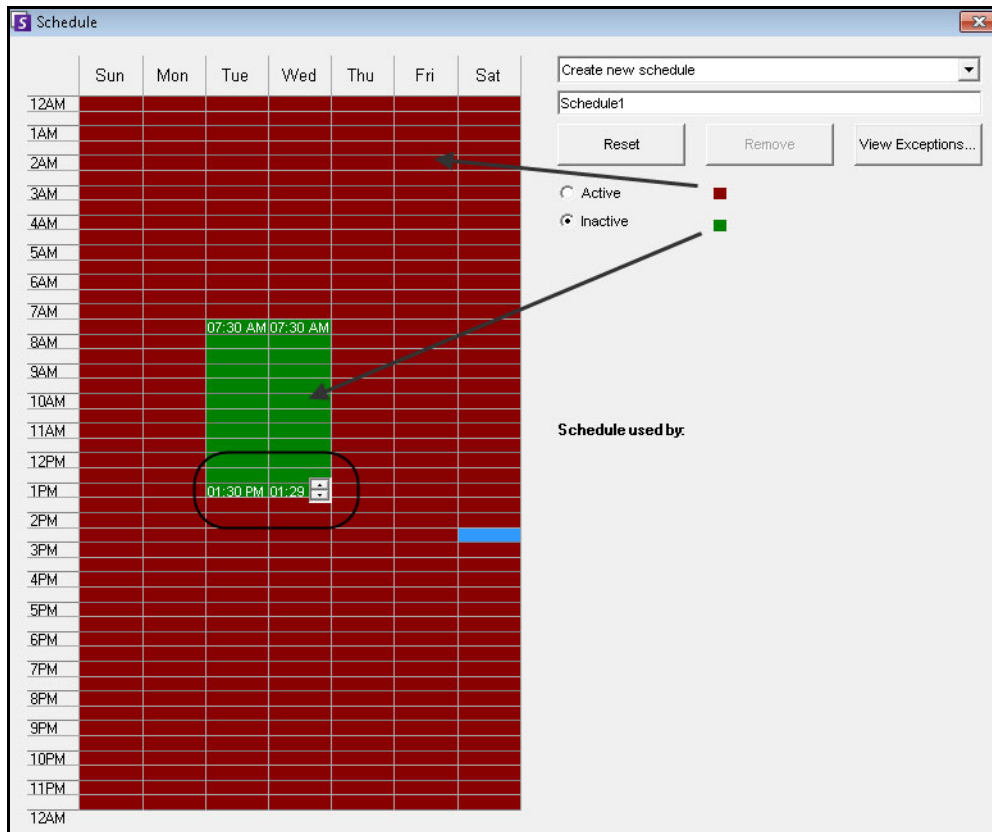 Schedule
Sun Mon Tue Wed Thu Fri Sat
Create new schedule
Schedule1
Reset Remove View Exceptions...
Active
Inactive
12AM
1AM
2AM
3AM
4AM
5AM
6AM
7AM
07:30 AM 07:30 AM
8AM
9AM
10AM
11AM
Schedule used by:
12PM
1PM 01:30 PM 01:29
2PM
3PM
4PM
5PM
6PM
7PM
8PM
9PM
10PM
11PM
12AM